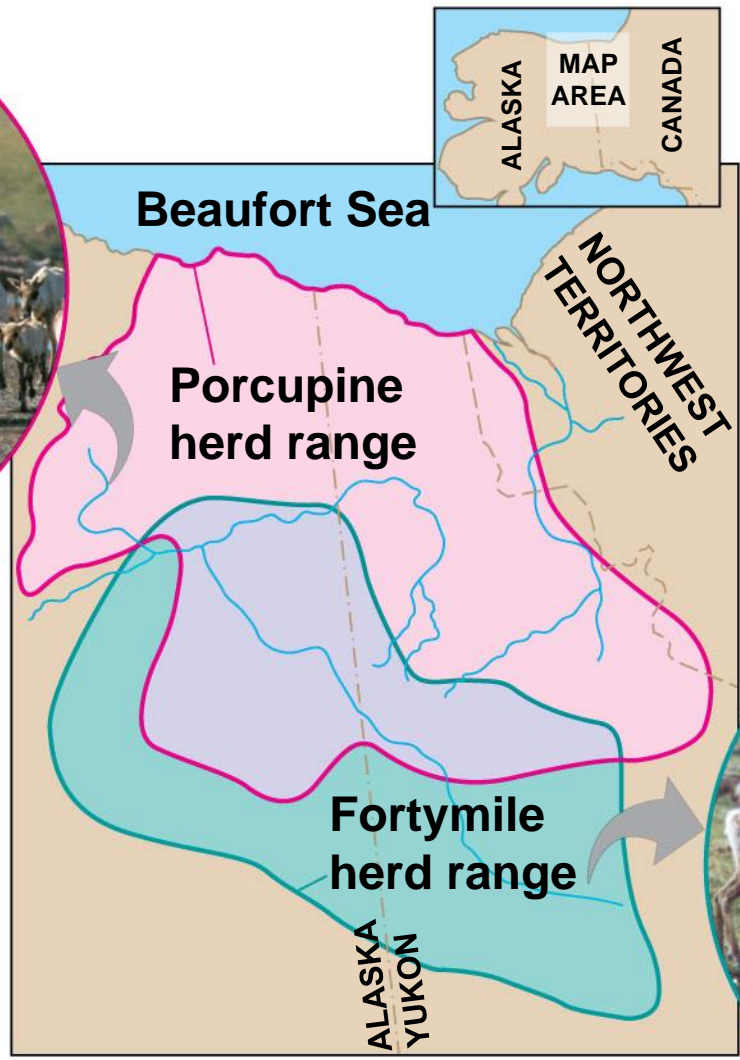 ALASKA
MAP
AREA
CANADA
Beaufort Sea
NORTHWEST
TERRITORIES
Porcupine
herd range
Fortymile
herd range
ALASKA
YUKON